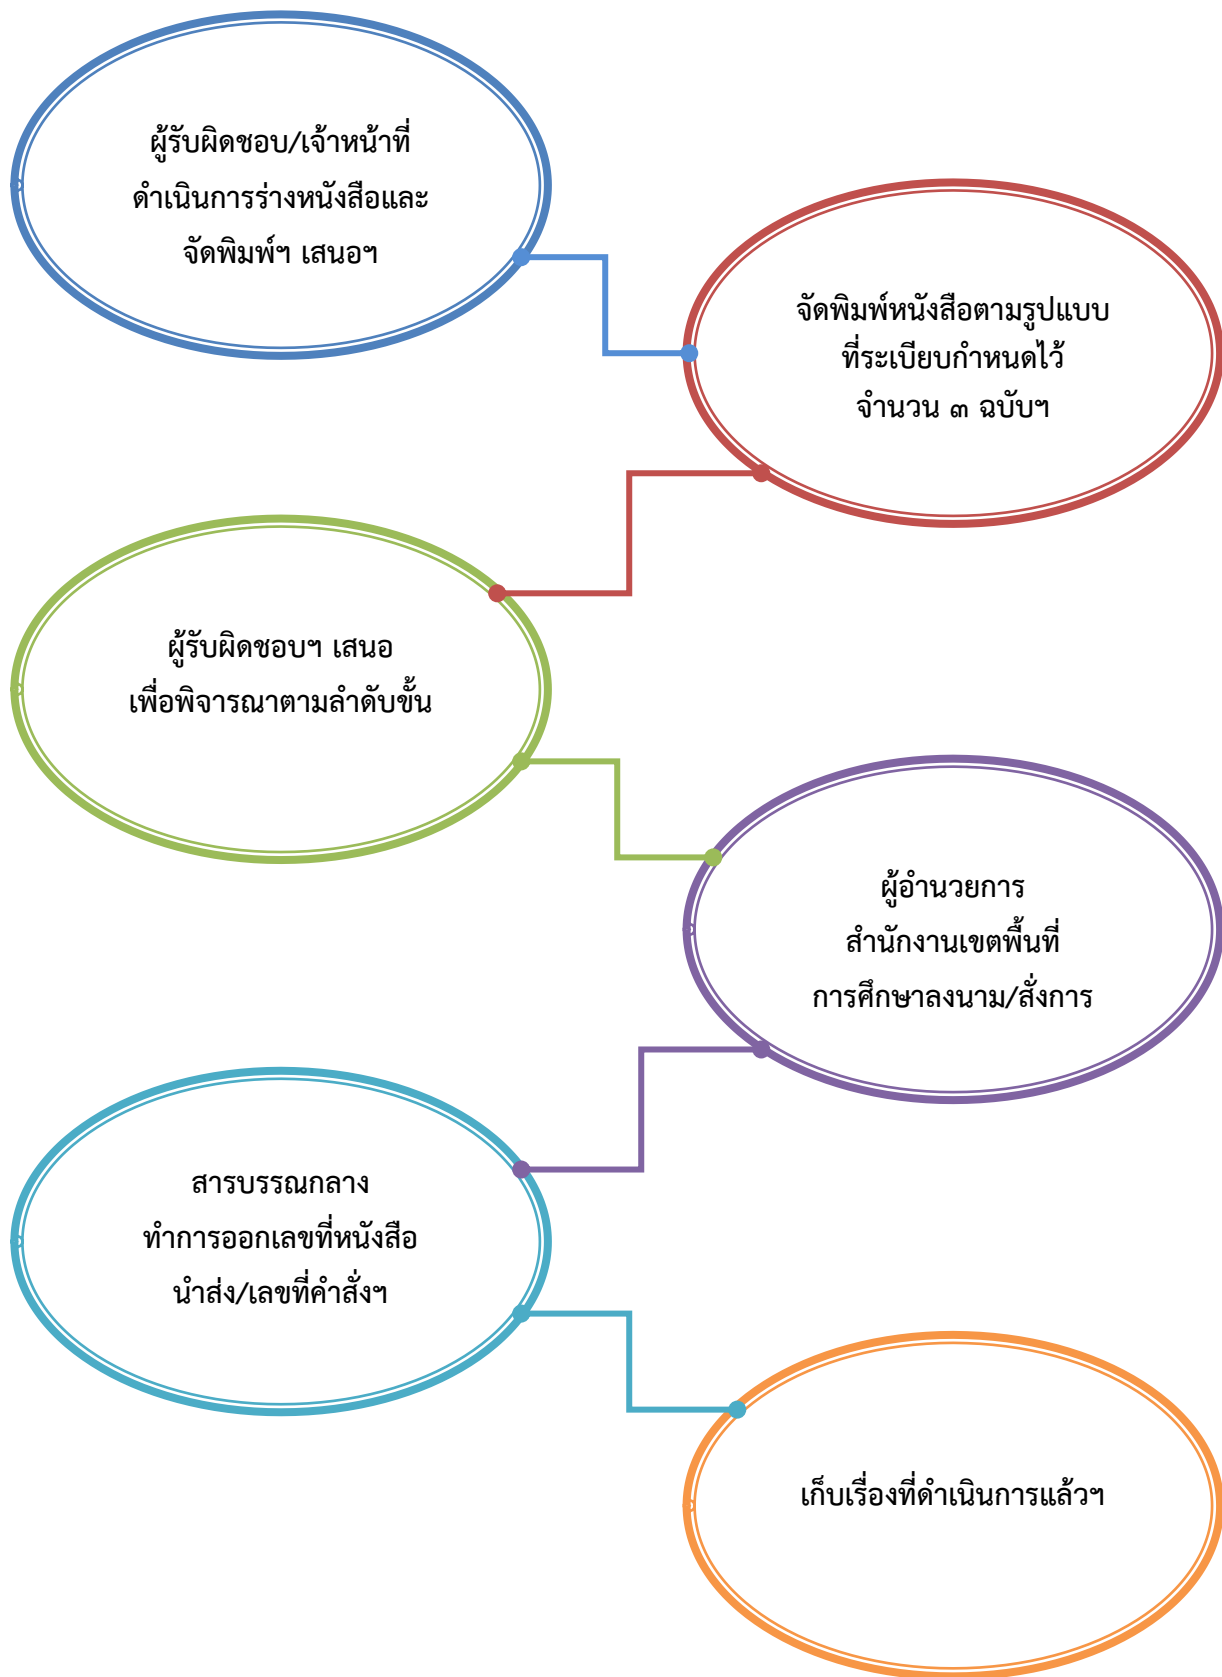 ผู้รับผิดชอบ/เจ้าหน้าที่
ดำเนินการร่างหนังสือและ
จัดพิมพ์ฯ เสนอฯ
จัดพิมพ์หนังสือตามรูปแบบ
ที่ระเบียบกำหนดไว้
จำนวน ๓ ฉบับฯ
ผู้รับผิดชอบฯ เสนอ
เพื่อพิจารณาตามลำดับขั้น
ผู้อำนวยการ
สำนักงานเขตพื้นที่
การศึกษาลงนาม/สั่งการ
สารบรรณกลาง
ทำการออกเลขที่หนังสือ
นำส่ง/เลขที่คำสั่งฯ
เก็บเรื่องที่ดำเนินการแล้วฯ